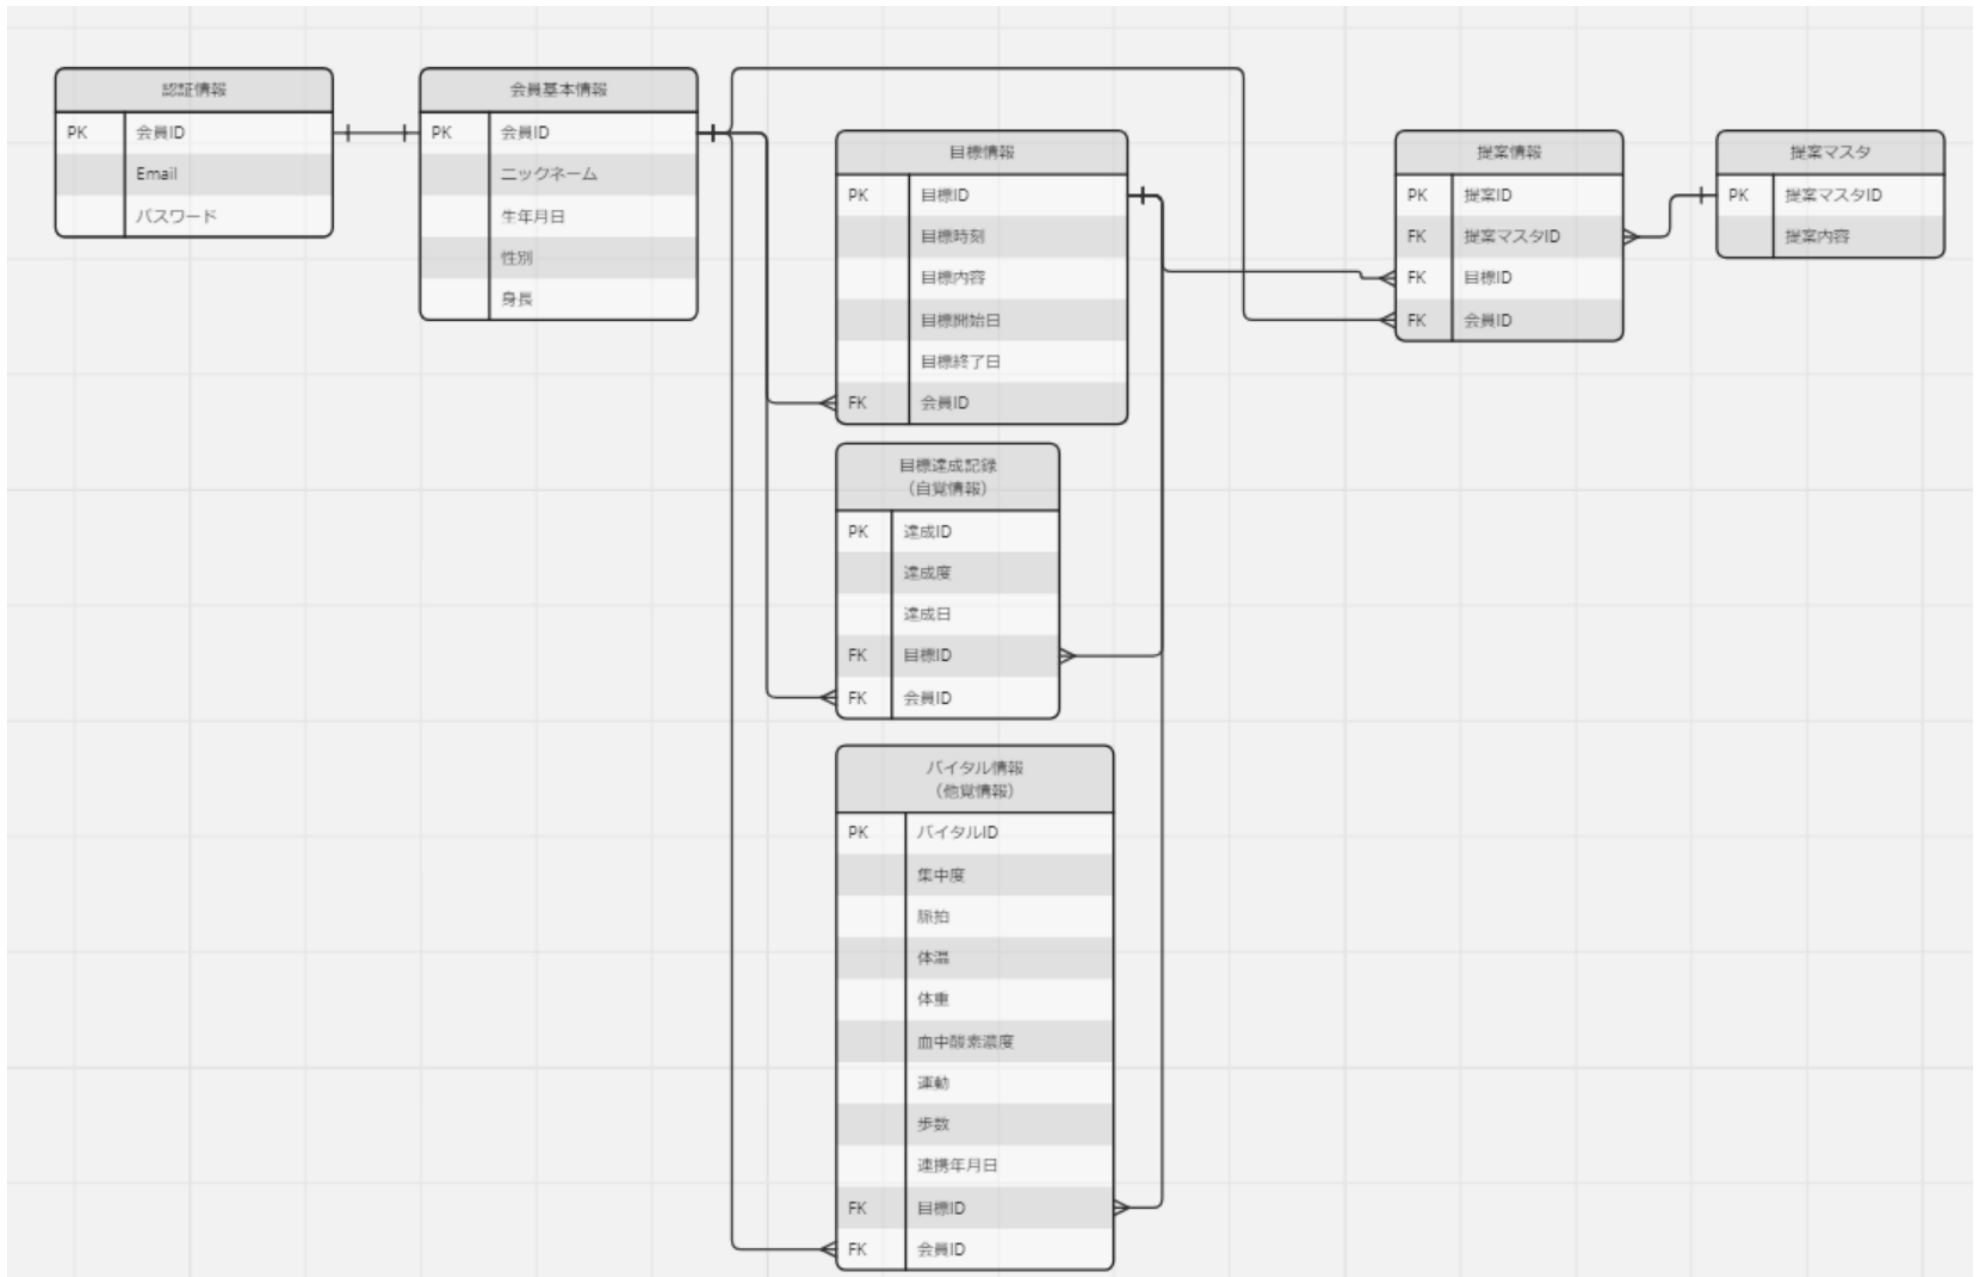 認証情報
PK 会員ID
Email
パスワード
会員基本情報
PK 会員ID
ニックネーム
生年月日
性別
身長
目標情報
PK 目標ID
目標時刻
目標内容
目標開始日
目標終了日
FK 会員ID
目標達成記録
（自覚情報）
PK 達成ID
達成度
達成日
FK 目標ID
FK 会員ID
バイタル情報
（他覚情報）
PK バイタルID
集中度
脈拍
体温
体重
血中酸素濃度
運動
歩数
連携年月日
FK 目標ID
FK 会員ID
提案情報
PK 提案ID
FK 提案マスタID
FK 目標ID
FK 会員ID
提案マスタ
PK 提案マスタID
提案内容